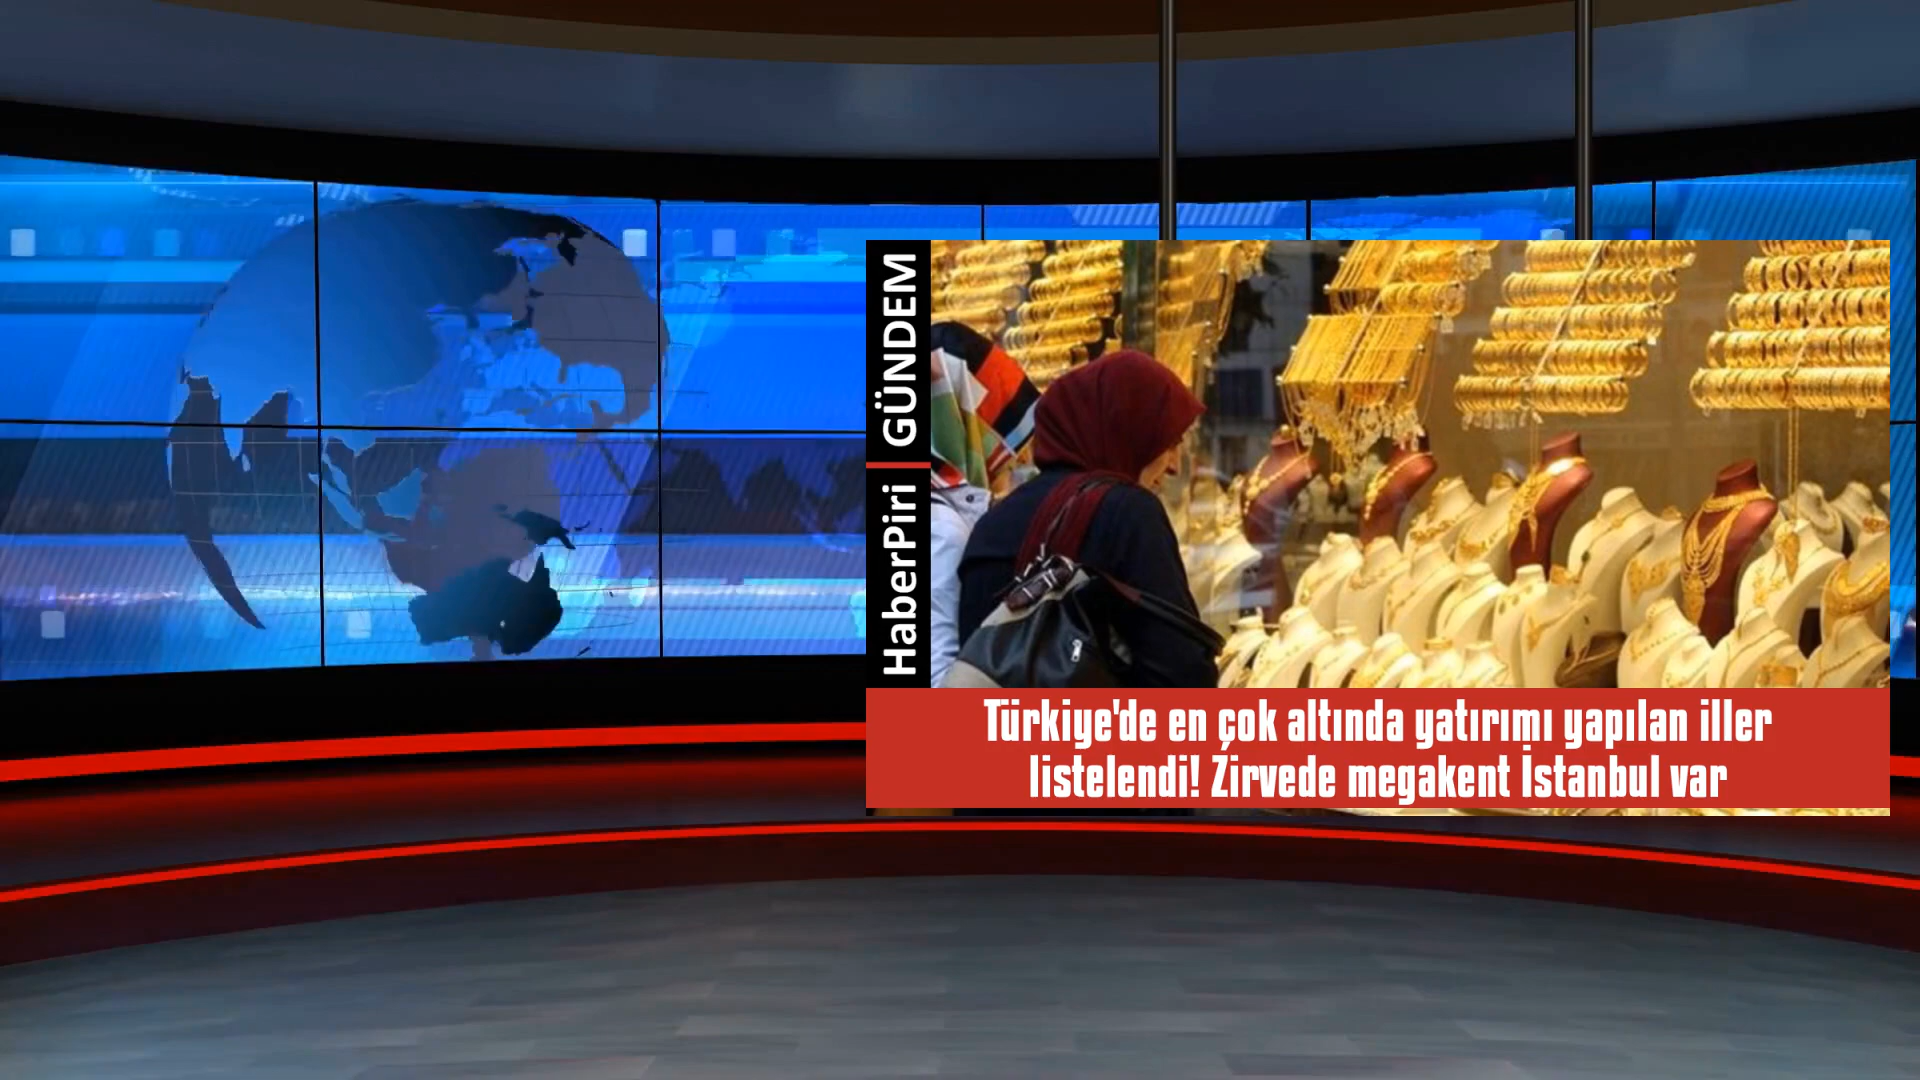 HaberPiri GÜNDEM
Türkiye'de en çok altında yatırımı yapılan iller
listelendi! Zirvede megakent İstanbul var